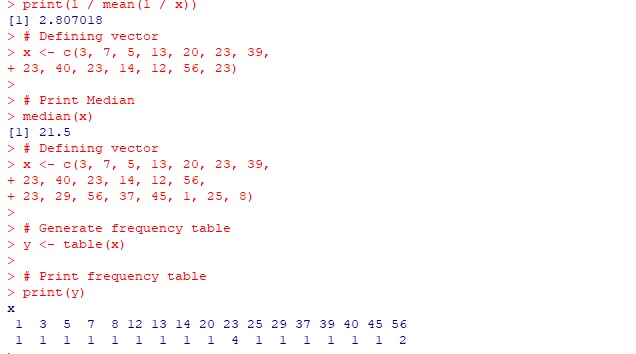 > print(1 / mean(1 / x))
[1] 2.807018
> # Defining vector
> x <- c(3, 7, 5, 13, 20, 23, 39,
+ 23, 40, 23, 14, 12, 56, 23)
>
> # Print Median
> median(x)
[1] 21.5
> # Defining vector
> x <- c(3, 7, 5, 13, 20, 23, 39,
+ 23, 40, 23, 14, 12, 56,
+ 23, 29, 56, 37, 45, 1, 25, 8)
>
> # Generate frequency table
> y <- table(x)
>
> # Print frequency table
> print(y)
x
1 3 5 7 8 12 13 14 20 23 25 29 37 39 40 45 56
1 1 1 1 1 1 1 1 1 4 1 1 1 1 1 1 2